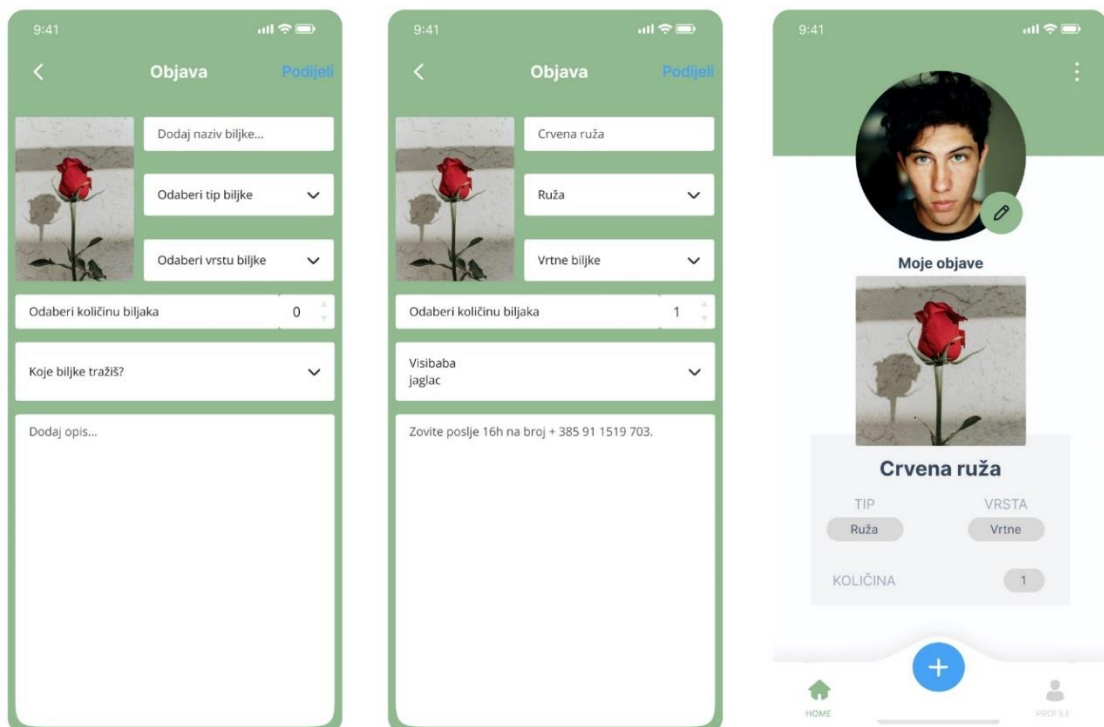 9:41
Objava Podijeli
Dodaj naziv biljke...
Odaberi tip biljke
Odaberi vrstu biljke
Odaberi količinu biljaka 0
Koje biljke tražiš?
Dodaj opis...
9:41
Objava Podijeli
Crvena ruža
Ruža
Vrtne biljke
Odaberi količinu biljaka 1
Visibaba
jaglac
Zovite poslje 16h na broj + 385 91 1519 703.
9:41
Moje objave
Crvena ruža
TIP VRSTA
Ruža Vrtne
KOLIČINA 1
HOME PROFILE